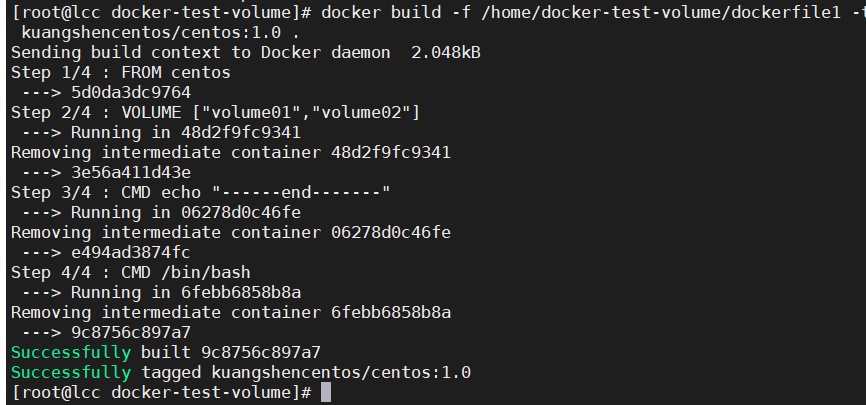 [root@lcc docker-test-volume]# docker build -f /home/docker-test-volume/dockerfile1 -t
kuangshencentos/centos:1.0 .
Sending build context to Docker daemon  2.048kB
Step 1/4 : FROM centos
 ---> 5d0da3dc9764
Step 2/4 : VOLUME ["volume01","volume02"]
 ---> Running in 48d2f9fc9341
Removing intermediate container 48d2f9fc9341
 ---> 3e56a411d43e
Step 3/4 : CMD echo "------end-------"
 ---> Running in 06278d0c46fe
Removing intermediate container 06278d0c46fe
 ---> e494ad3874fc
Step 4/4 : CMD /bin/bash
 ---> Running in 6febb6858b8a
Removing intermediate container 6febb6858b8a
 ---> 9c8756c897a7
Successfully built 9c8756c897a7
Successfully tagged kuangshencentos/centos:1.0
[root@lcc docker-test-volume]#